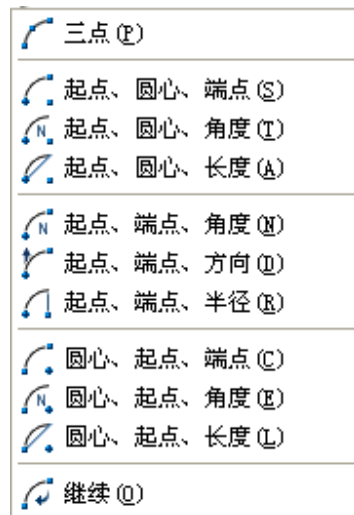 三点(P)
起点、圆心、端点(S)
起点、圆心、角度(T)
起点、圆心、长度(A)
起点、端点、角度(N)
起点、端点、方向(D)
起点、端点、半径(R)
圆心、起点、端点(C)
圆心、起点、角度(E)
圆心、起点、长度(L)
继续(O)